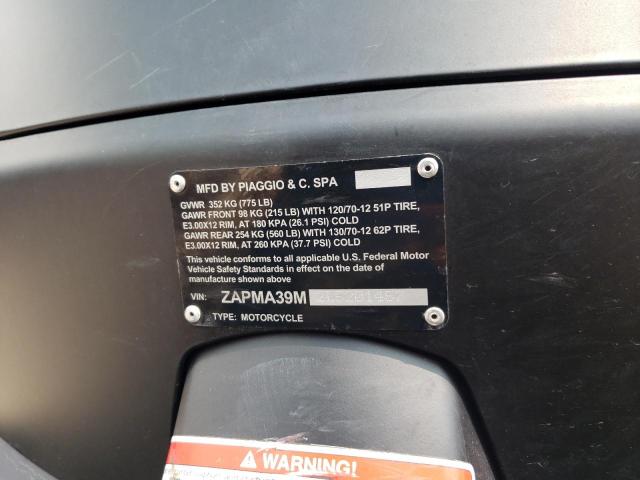 MFD BY PIAGGIO & C. SPA
GVWR 352 KG (775 LB)
GAWR FRONT 98 KG (215 LB) WITH 120/70-12 51P TIRE,
E3.00X12 RIM, AT 180 KPA (26.1 PSI) COLD
GAWR REAR 254 KG (560 LB) WITH 130/70-12 62P TIRE,
E3.00X12 RIM, AT 260 KPA (37.7 PSI) COLD
This vehicle conforms to all applicable U.S. Federal Motor
Vehicle Safety Standards in effect on the date of
manufacture shown above
VIN: ZAPMA39M
TYPE: MOTORCYCLE
WARNING!